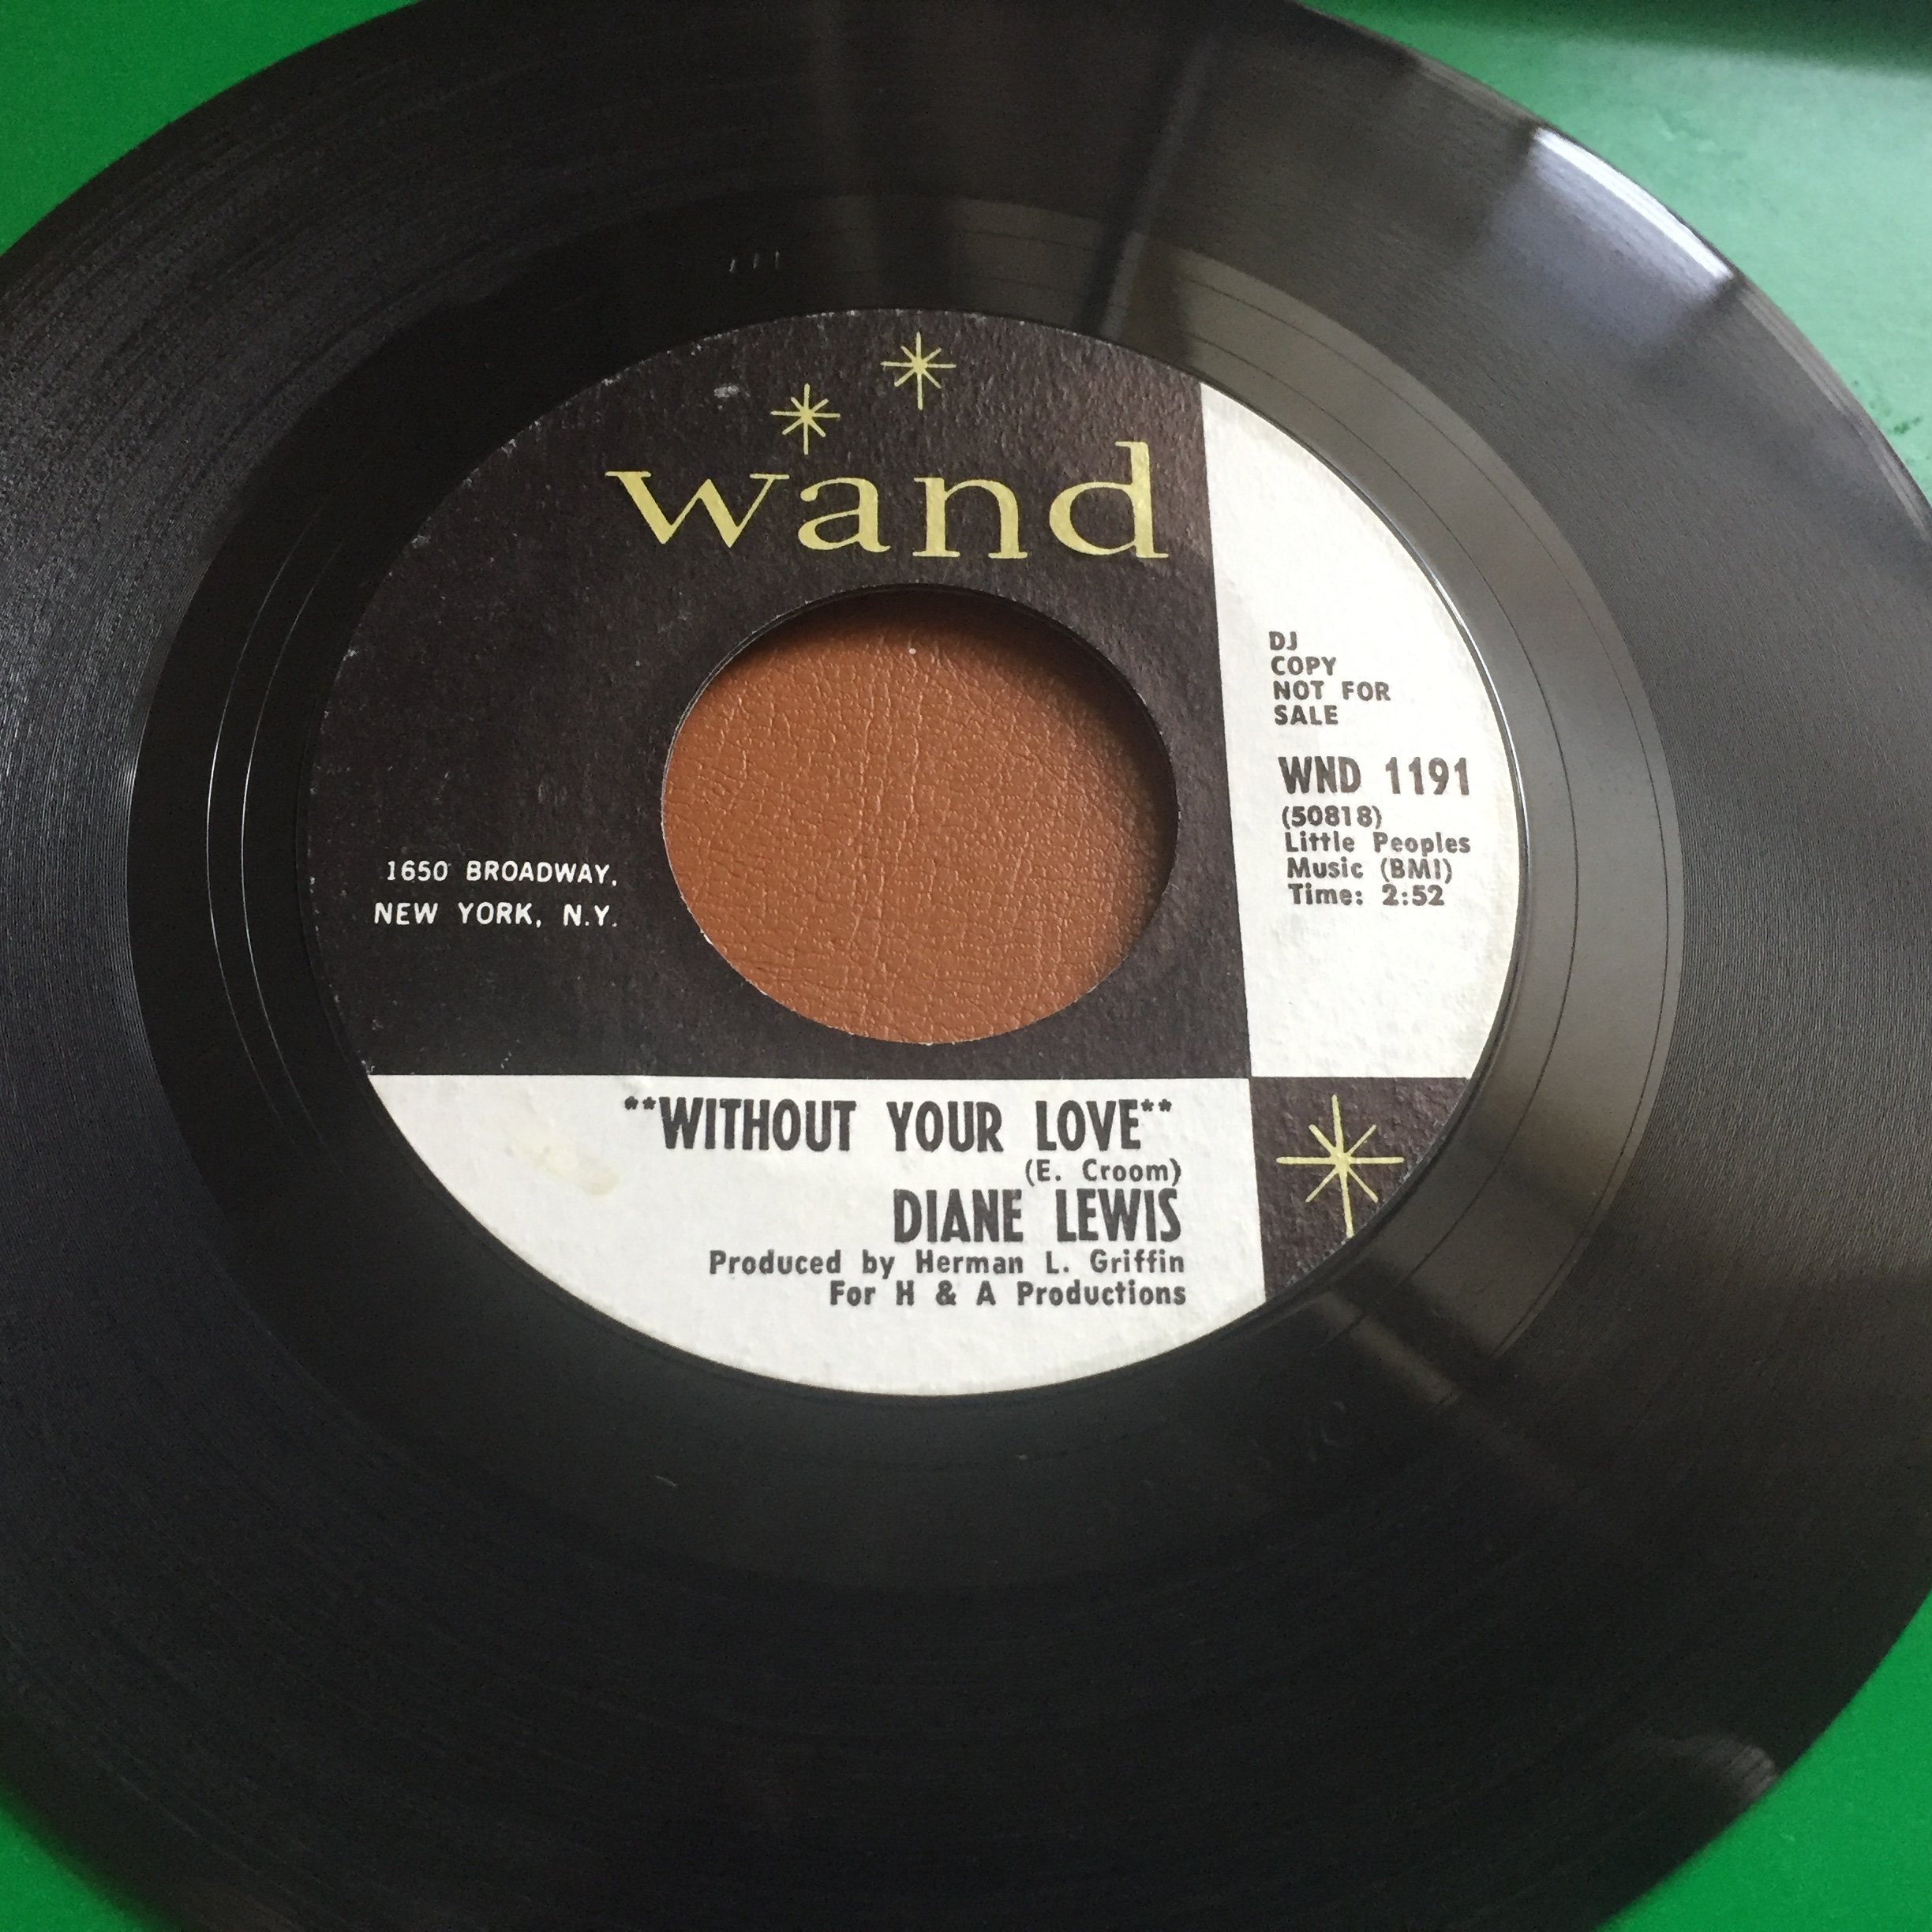 wand
DJ
COPY
NOT FOR
SALE
WND 1191
(50818)
Little Peoples
Music (BMI)
Time: 2:52
1650 BROADWAY,
NEW YORK, N.Y.
**WITHOUT YOUR LOVE**
(E. Croom)
DIANE LEWIS
Produced by Herman L. Griffin
For H & A Productions